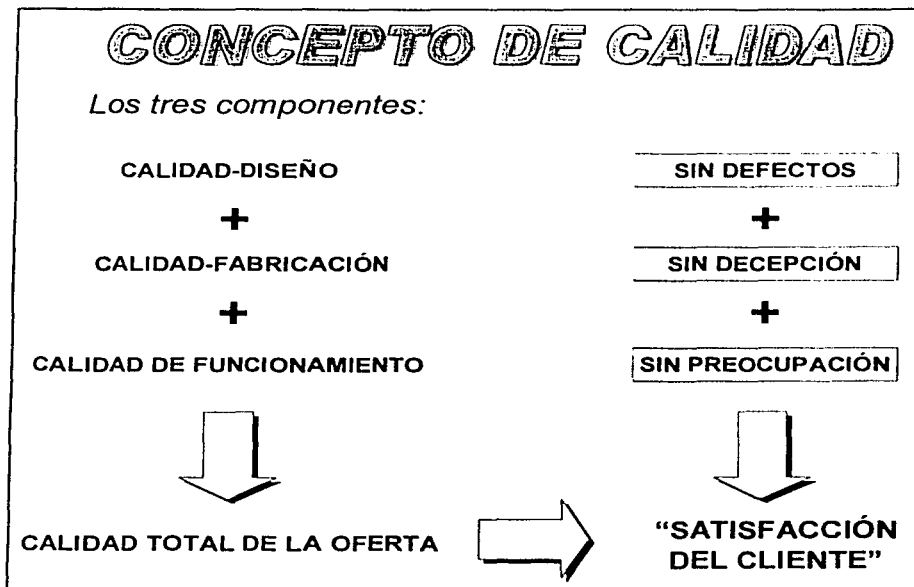 CONCEPTO DE CALIDAD
Los tres componentes:
CALIDAD-DISEÑO
+
CALIDAD-FABRICACIÓN
+
CALIDAD DE FUNCIONAMIENTO
CALIDAD TOTAL DE LA OFERTA
SIN DEFECTOS
+
SIN DECEPCIÓN
+
SIN PREOCUPACIÓN
“SATISFACCIÓN
DEL CLIENTE”